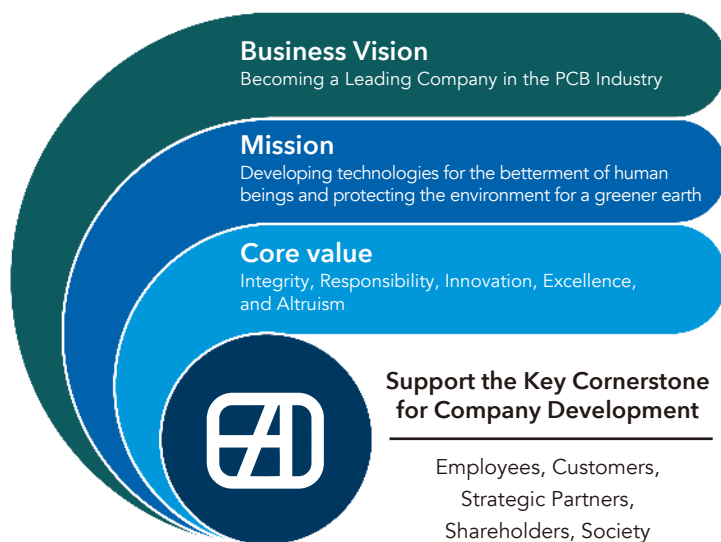 Business Vision
Becoming a Leading Company in the PCB Industry
Mission
Developing technologies for the betterment of human
beings and protecting the environment for a greener earth
Core value
Integrity, Responsibility, Innovation, Excellence,
and Altruism
Support the Key Cornerstone
for Company Development
Employees, Customers,
Strategic Partners,
Shareholders, Society